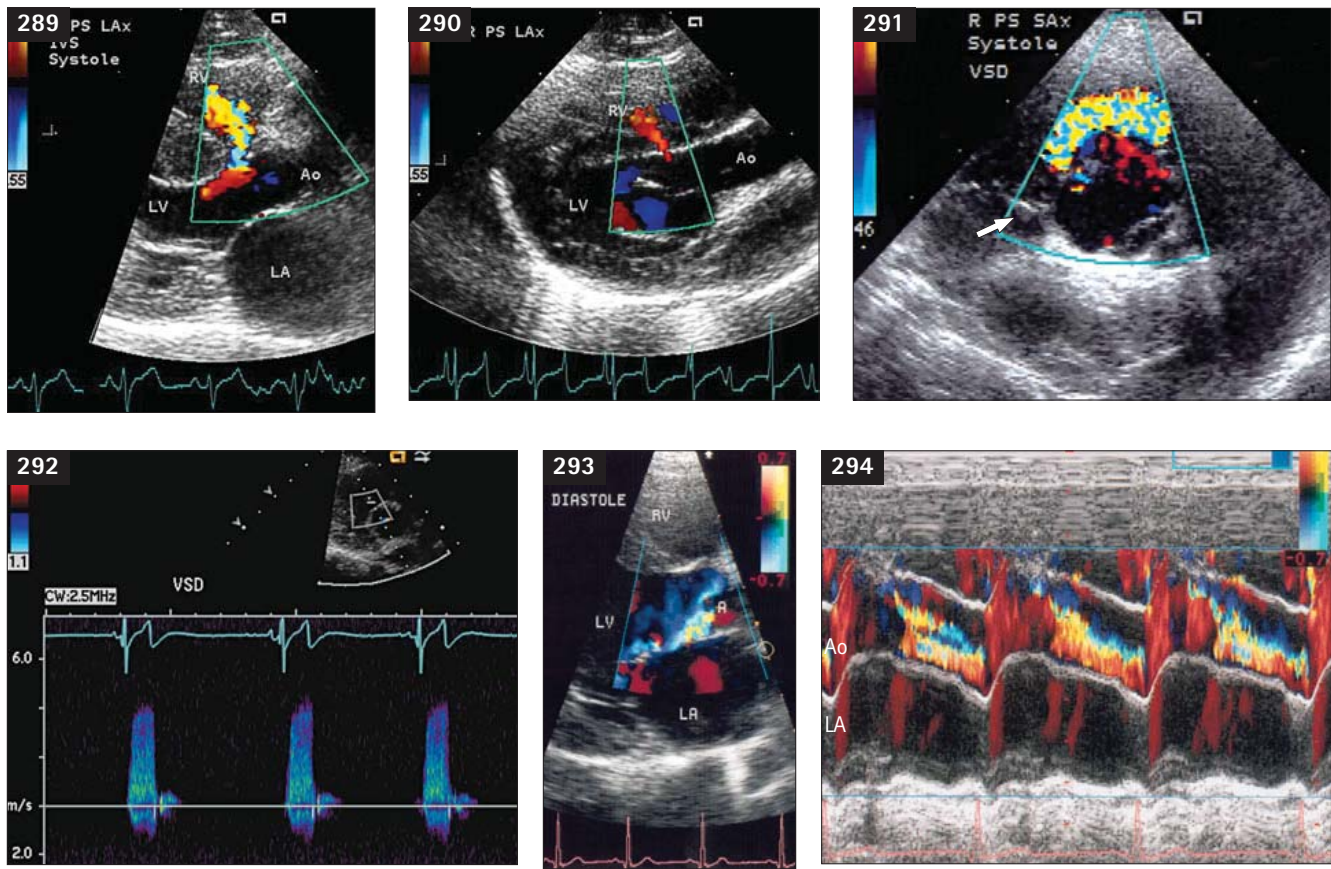 289
R PS LAx
IVS
Systole
RV
.55
Ao
LV
LA
290
R PS LAx
RV
.55
Ao
LV
291
R PS SAx
Systole
VSD
46
292
1.1
VSD
CW:2.5MHz
6.0
m/s
2.0
293
0.7
DIASTOLE
RV
-0.7
A
LV
LA
294
-0.7
Ao
LA